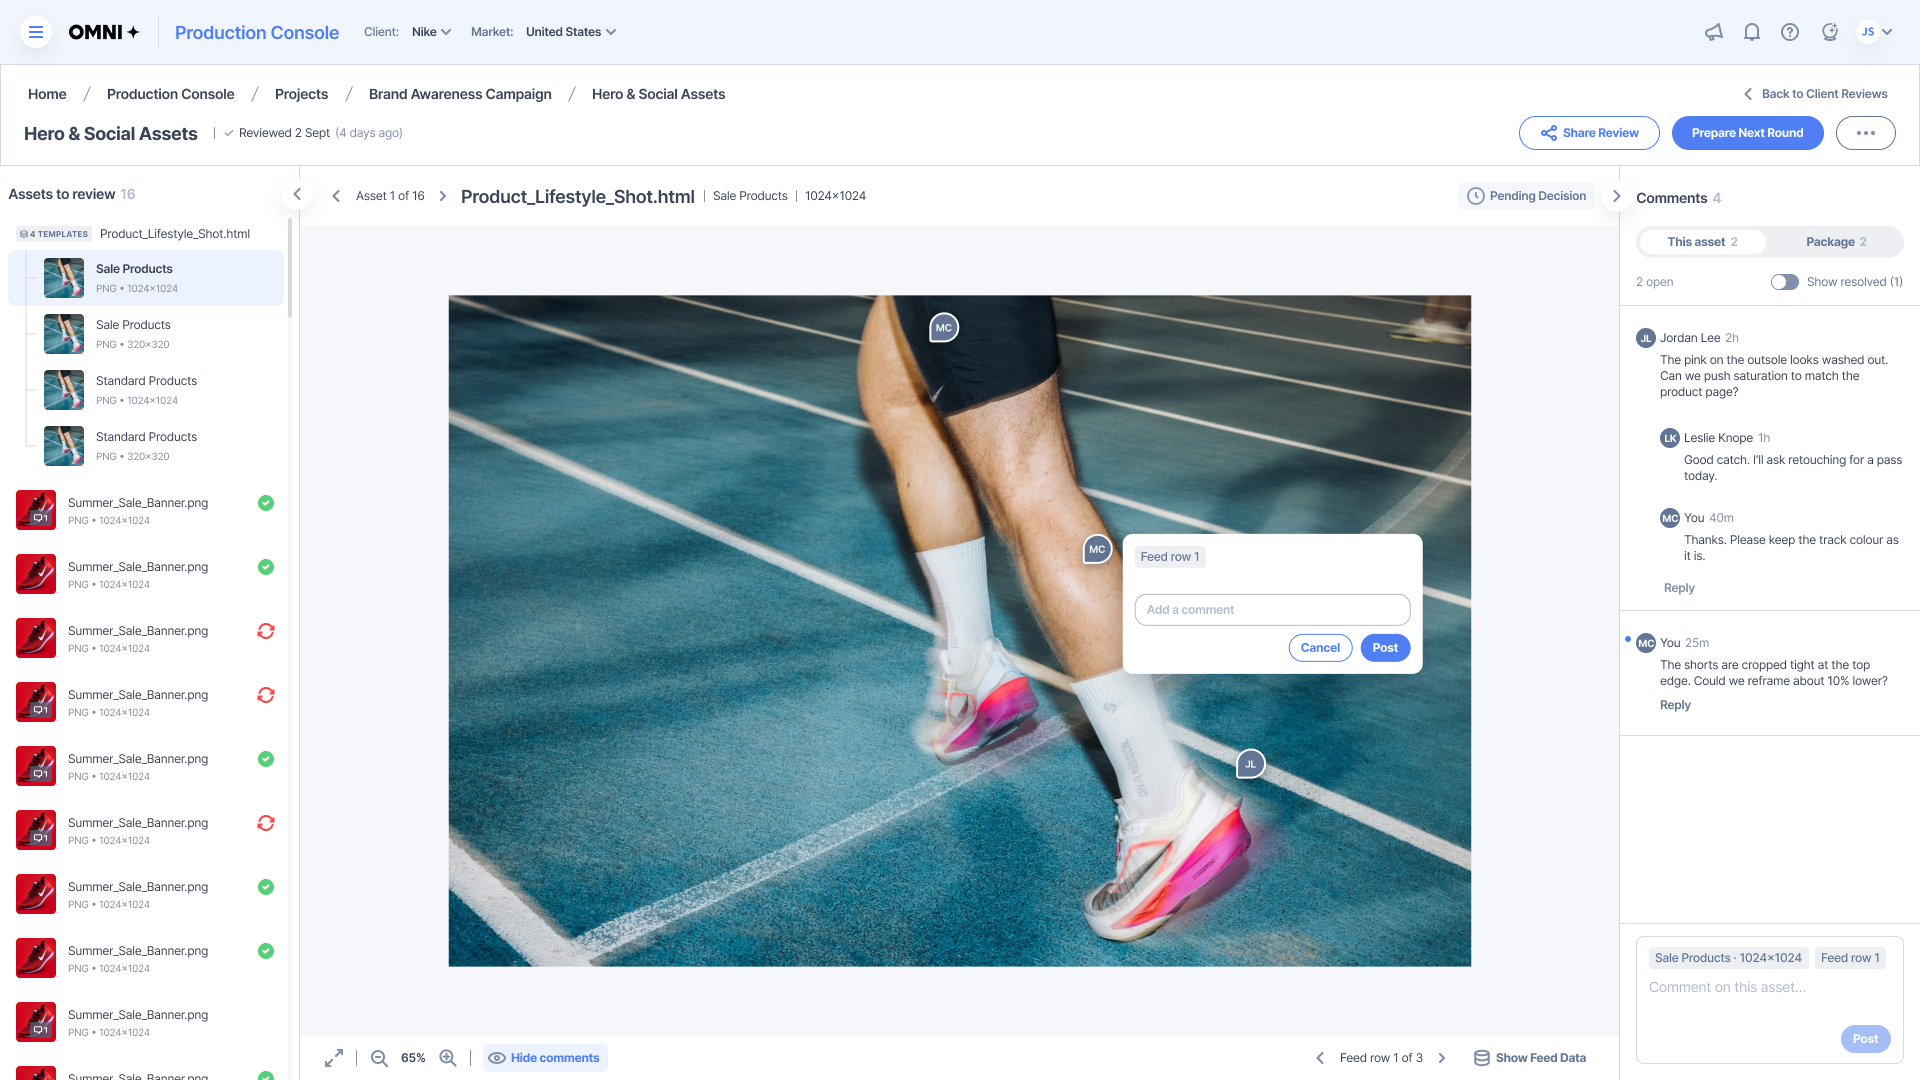 OMNI
Production Console
Client: Nike
Market: United States
JS
Home / Production Console / Projects / Brand Awareness Campaign / Hero & Social Assets
Back to Client Reviews
Hero & Social Assets | Reviewed 2 Sept (4 days ago)
Share Review
Prepare Next Round
Assets to review 16
4 TEMPLATES Product_Lifestyle_Shot.html
Sale Products
PNG • 1024×1024
Sale Products
PNG • 320×320
Standard Products
PNG • 1024×1024
Standard Products
PNG • 320×320
Summer_Sale_Banner.png
PNG • 1024×1024
1
Summer_Sale_Banner.png
PNG • 1024×1024
Summer_Sale_Banner.png
PNG • 1024×1024
Summer_Sale_Banner.png
PNG • 1024×1024
1
Summer_Sale_Banner.png
PNG • 1024×1024
1
Summer_Sale_Banner.png
PNG • 1024×1024
1
Summer_Sale_Banner.png
PNG • 1024×1024
Summer_Sale_Banner.png
PNG • 1024×1024
Summer_Sale_Banner.png
PNG • 1024×1024
1
Summer_Sale_Banner.png
Asset 1 of 16
Product_Lifestyle_Shot.html | Sale Products | 1024×1024
Pending Decision
MC
MC
Feed row 1
Add a comment
Cancel
Post
JL
65%
Hide comments
Feed row 1 of 3
Show Feed Data
Comments 4
This asset 2
Package 2
2 open
Show resolved (1)
JL Jordan Lee 2h
The pink on the outsole looks washed out.
Can we push saturation to match the
product page?
LK Leslie Knope 1h
Good catch. I'll ask retouching for a pass
today.
MC You 40m
Thanks. Please keep the track colour as
it is.
Reply
MC You 25m
The shorts are cropped tight at the top
edge. Could we reframe about 10% lower?
Reply
Sale Products · 1024×1024
Feed row 1
Comment on this asset...
Post